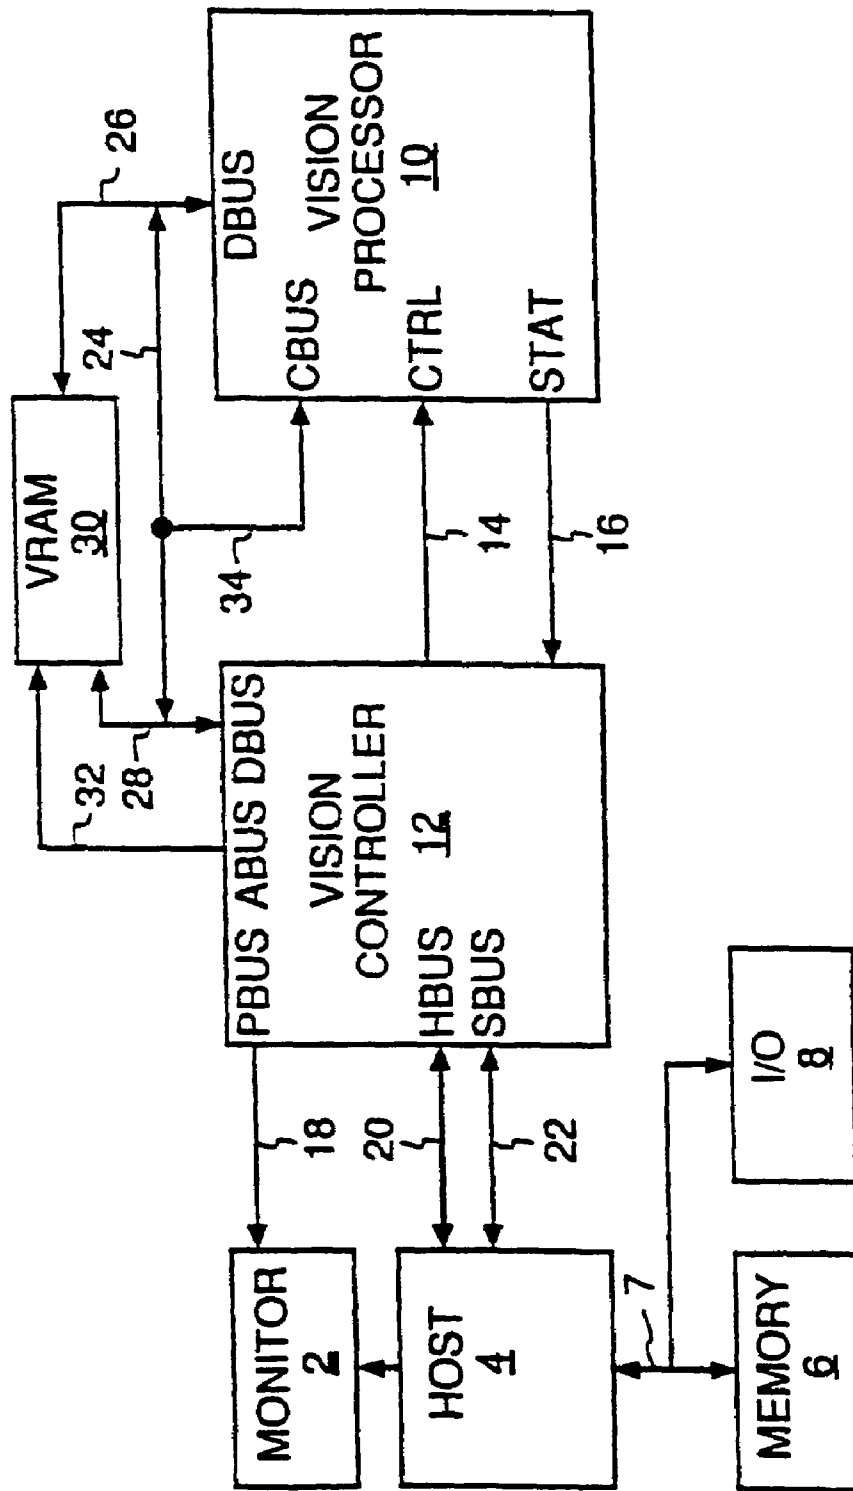 VRAM
30
26
24
32
28
34
DBUS
CBUS
CTRL
STAT
VISION
PROCESSOR
10
PBUS ABUS DBUS
VISION
CONTROLLER
12
HBUS
SBUS
14
16
18
20
22
MONITOR
2
HOST
4
7
MEMORY
6
I/O
8